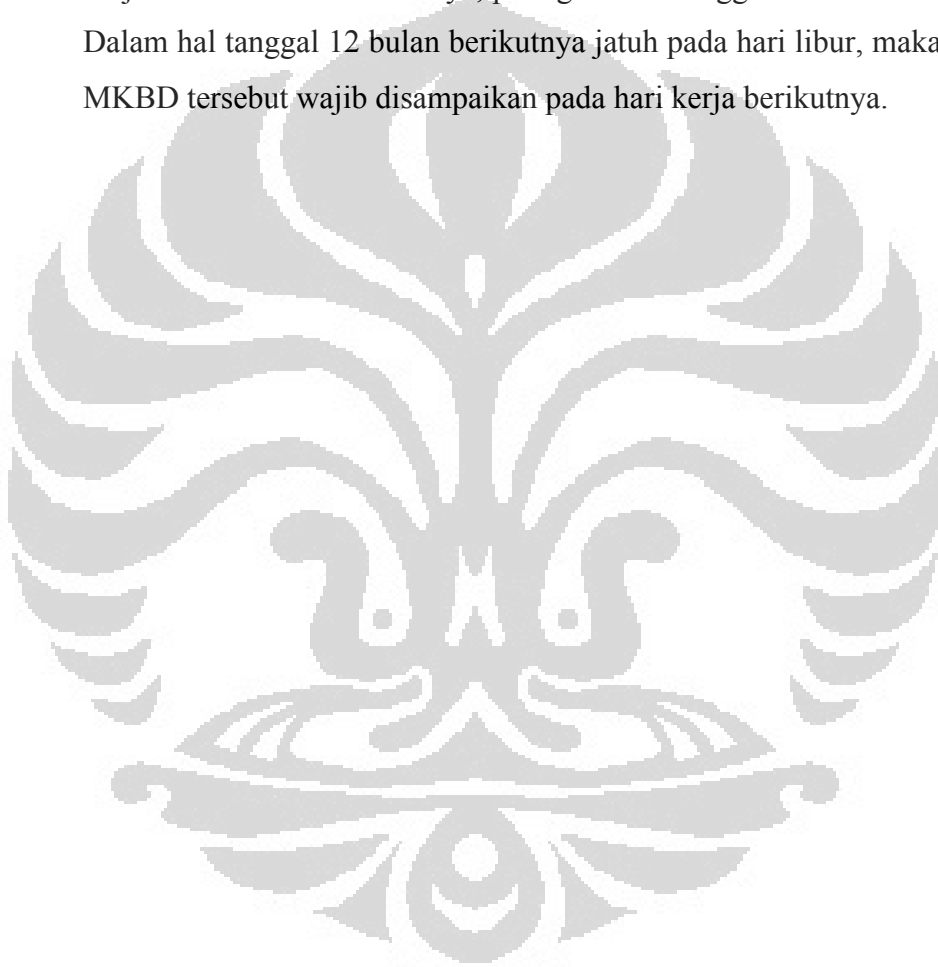 Dalam hal tanggal 12 bulan berikutnya jatuh pada hari libur, maka
MKBD tersebut wajib disampaikan pada hari kerja berikutnya.